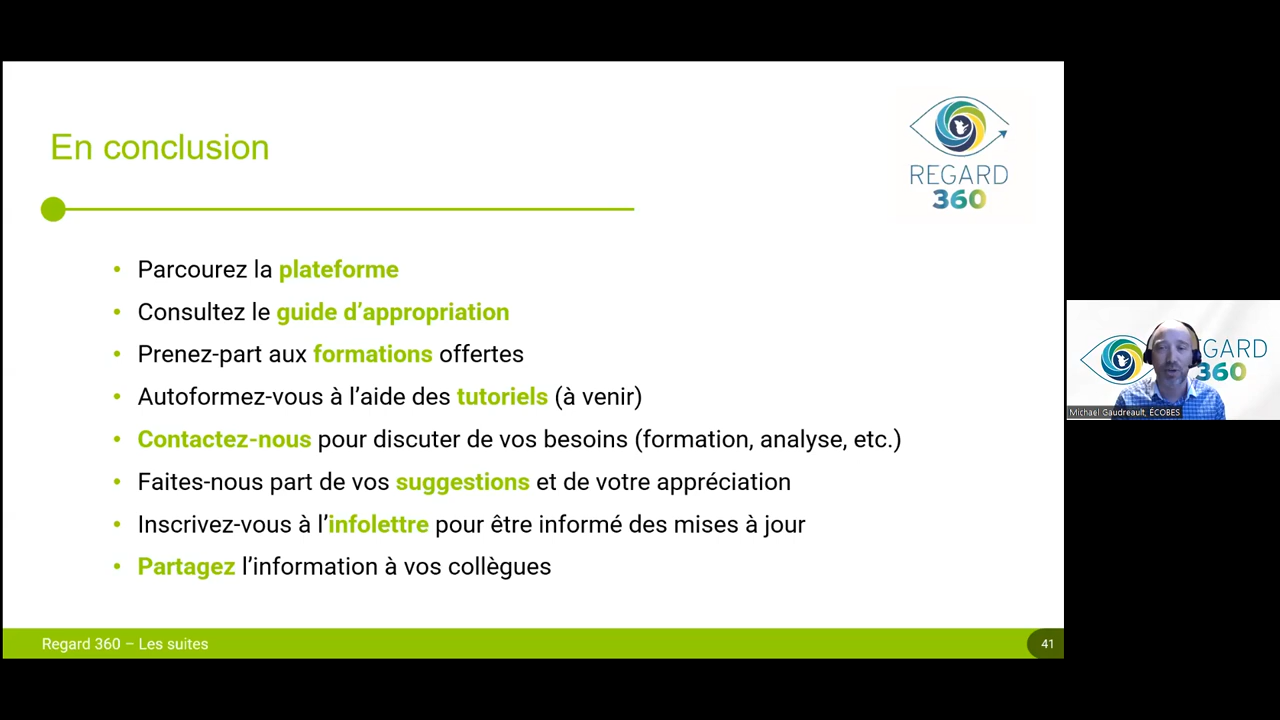 En conclusion
REGARD
360
• Parcourez la plateforme
• Consultez le guide d’appropriation
• Prenez-part aux formations offertes
• Autoformez-vous à l’aide des tutoriels (à venir)
• Contactez-nous pour discuter de vos besoins (formation, analyse, etc.)
• Faites-nous part de vos suggestions et de votre appréciation
• Inscrivez-vous à l’infolettre pour être informé des mises à jour
• Partagez l’information à vos collègues
Regard 360 – Les suites
41
GARD
360
Michael Gaudreault, ÉCOBES